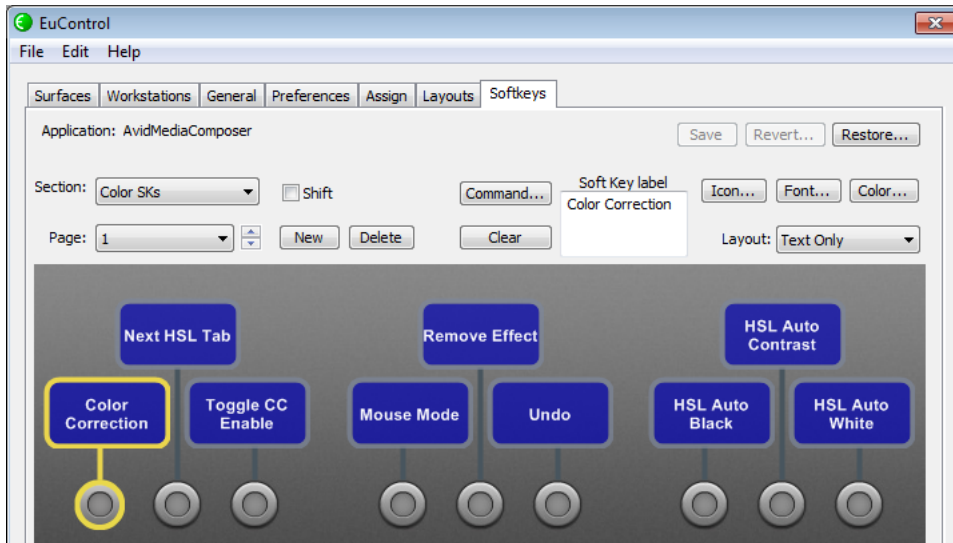 EuControl
File Edit Help
Surfaces Workstations General Preferences Assign Layouts Softkeys
Application: AvidMediaComposer
Save Revert... Restore...
Section: Color SKs Shift Command... Soft Key label Icon... Font... Color...
Color Correction
Page: 1 New Delete Clear Layout: Text Only
Next HSL Tab
Remove Effect
HSL Auto
Contrast
Color
Correction
Toggle CC
Enable
Mouse Mode
Undo
HSL Auto
Black
HSL Auto
White